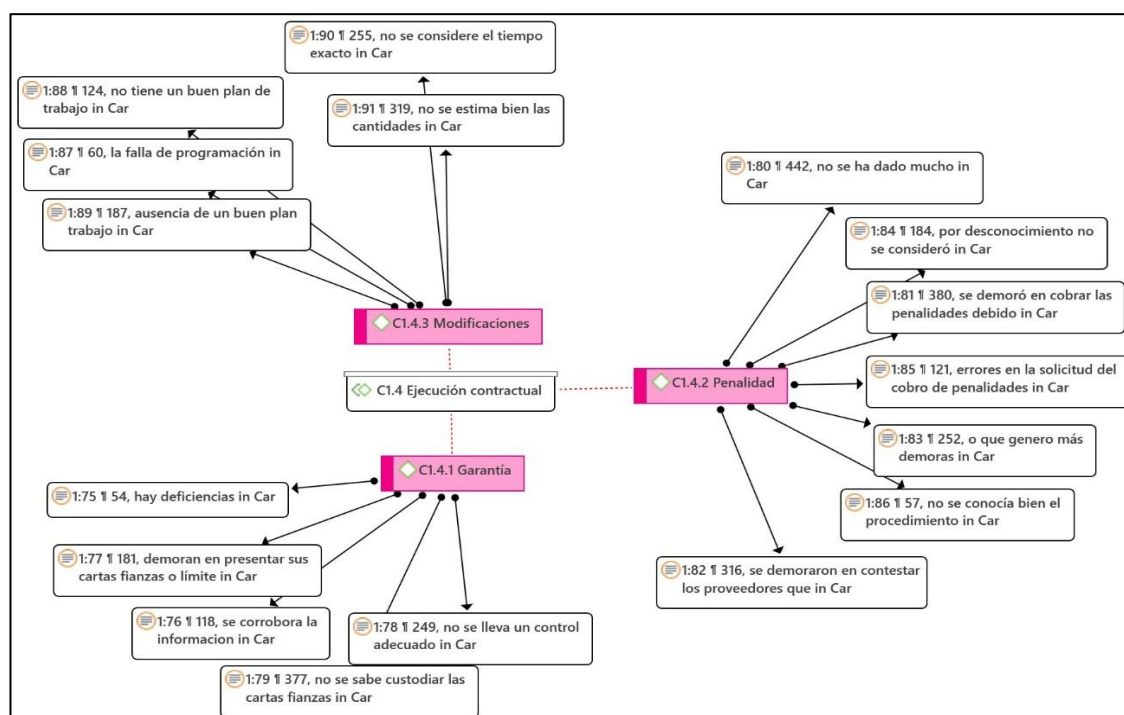 1:90 ¶ 255, no se considere el tiempo
exacto in Car
1:88 ¶ 124, no tiene un buen plan de
trabajo in Car
1:91 ¶ 319, no se estima bien las
cantidades in Car
1:87 ¶ 60, la falla de programación in
Car
1:89 ¶ 187, ausencia de un buen plan
trabajo in Car
1:80 ¶ 442, no se ha dado mucho in
Car
1:84 ¶ 184, por desconocimiento no
se consideró in Car
1:81 ¶ 380, se demoró en cobrar las
penalidades debido in Car
C1.4.3 Modificaciones
1:85 ¶ 121, errores en la solicitud del
cobro de penalidades in Car
C1.4 Ejecución contractual
C1.4.2 Penalidad
1:83 ¶ 252, o que genero más
demoras in Car
C1.4.1 Garantía
1:75 ¶ 54, hay deficiencias in Car
1:86 ¶ 57, no se conocía bien el
procedimiento in Car
1:77 ¶ 181, demoran en presentar sus
cartas fianzas o límite in Car
1:82 ¶ 316, se demoraron en contestar
los proveedores que in Car
1:76 ¶ 118, se corrobora la
informacion in Car
1:78 ¶ 249, no se lleva un control
adecuado in Car
1:79 ¶ 377, no se sabe custodiar las
cartas fianzas in Car